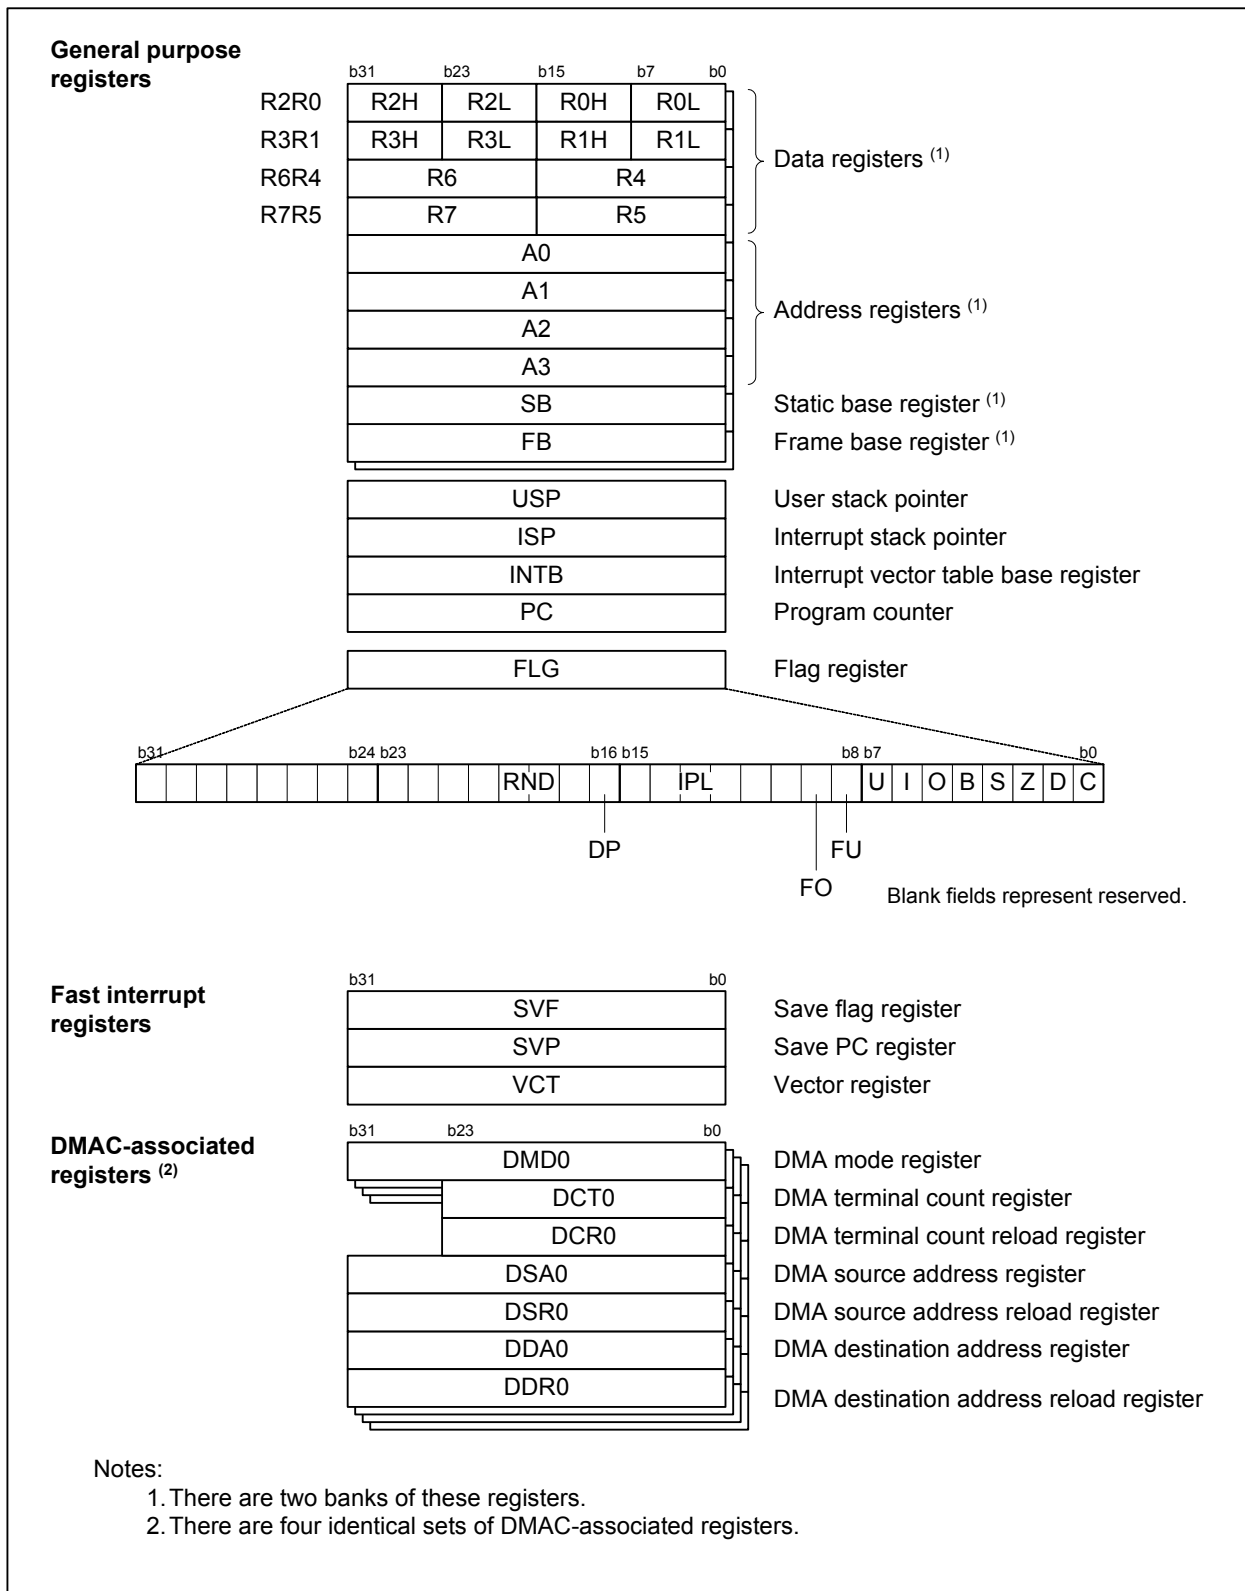 General purpose
registers
b31 b23 b15 b7 b0
R2R0 R2H R2L R0H R0L
R3R1 R3H R3L R1H R1L
Data registers (1)
R6R4 R6 R4
R7R5 R7 R5
A0
A1
Address registers (1)
A2
A3
SB Static base register (1)
FB Frame base register (1)
USP User stack pointer
ISP Interrupt stack pointer
INTB Interrupt vector table base register
PC Program counter
FLG Flag register
b31 b24 b23 b16 b15 b8 b7 b0
RND IPL U I O B S Z D C
DP FU
FO
Blank fields represent reserved.
Fast interrupt
registers
b31 b0
SVF Save flag register
SVP Save PC register
VCT Vector register
DMAC-associated
registers (2)
b31 b23 b0
DMD0 DMA mode register
DCT0 DMA terminal count register
DCR0 DMA terminal count reload register
DSA0 DMA source address register
DSR0 DMA source address reload register
DDA0 DMA destination address register
DDR0 DMA destination address reload register
Notes:
1. There are two banks of these registers.
2. There are four identical sets of DMAC-associated registers.